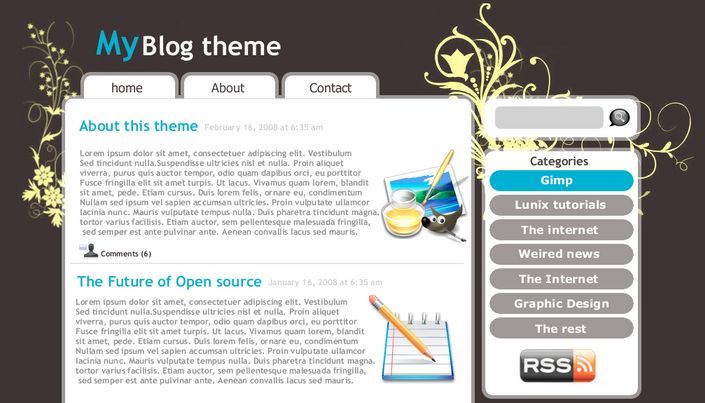 My Blog theme
home
About
Contact
About this theme February 16, 2008 at 6:35 am
Lorem ipsum dolor sit amet, consectetuer adipiscing elit. Vestibulum
Sed tincidunt nulla.Suspendisse ultricies nisl et nulla. Proin aliquet
viverra, purus quis auctor tempor, odio quam dapibus orci, eu porttitor
Fusce fringilla elit sit amet turpis. Ut lacus. Vivamus quam lorem, blandit
et, pede. Etiam cursus. Duis lorem felis, ornare eu, condimentum
Nullam sed ipsum vel sapien accumsan ultricies. Proin vulputate ullamcor
lacinia nunc. Mauris vulputate tempus nulla. Duis pharetra tincidunt magna.
tortor varius facilisis. Etiam auctor, sem pellentesque malesuada fringilla,
sed semper est ante pulvinar ante. Aenean convallis lacus sed mauris.
Comments (6)
The Future of Open source January 16, 2008 at 6:35 am
Lorem ipsum dolor sit amet, consectetuer adipiscing elit. Vestibulum
Sed tincidunt nulla.Suspendisse ultricies nisl et nulla. Proin aliquet
viverra, purus quis auctor tempor, odio quam dapibus orci, eu porttitor
Fusce fringilla elit sit amet turpis. Ut lacus. Vivamus quam lorem, blandit
et, pede. Etiam cursus. Duis lorem felis, ornare eu, condimentum
Nullam sed ipsum vel sapien accumsan ultricies. Proin vulputate ullamcor
lacinia nunc. Mauris vulputate tempus nulla. Duis pharetra tincidunt magna.
tortor varius facilisis. Etiam auctor, sem pellentesque malesuada fringilla,
sed semper est ante pulvinar ante. Aenean convallis lacus sed mauris.
Categories
Gimp
Lunix tutorials
The internet
Weired news
The Internet
Graphic Design
The rest
RSS